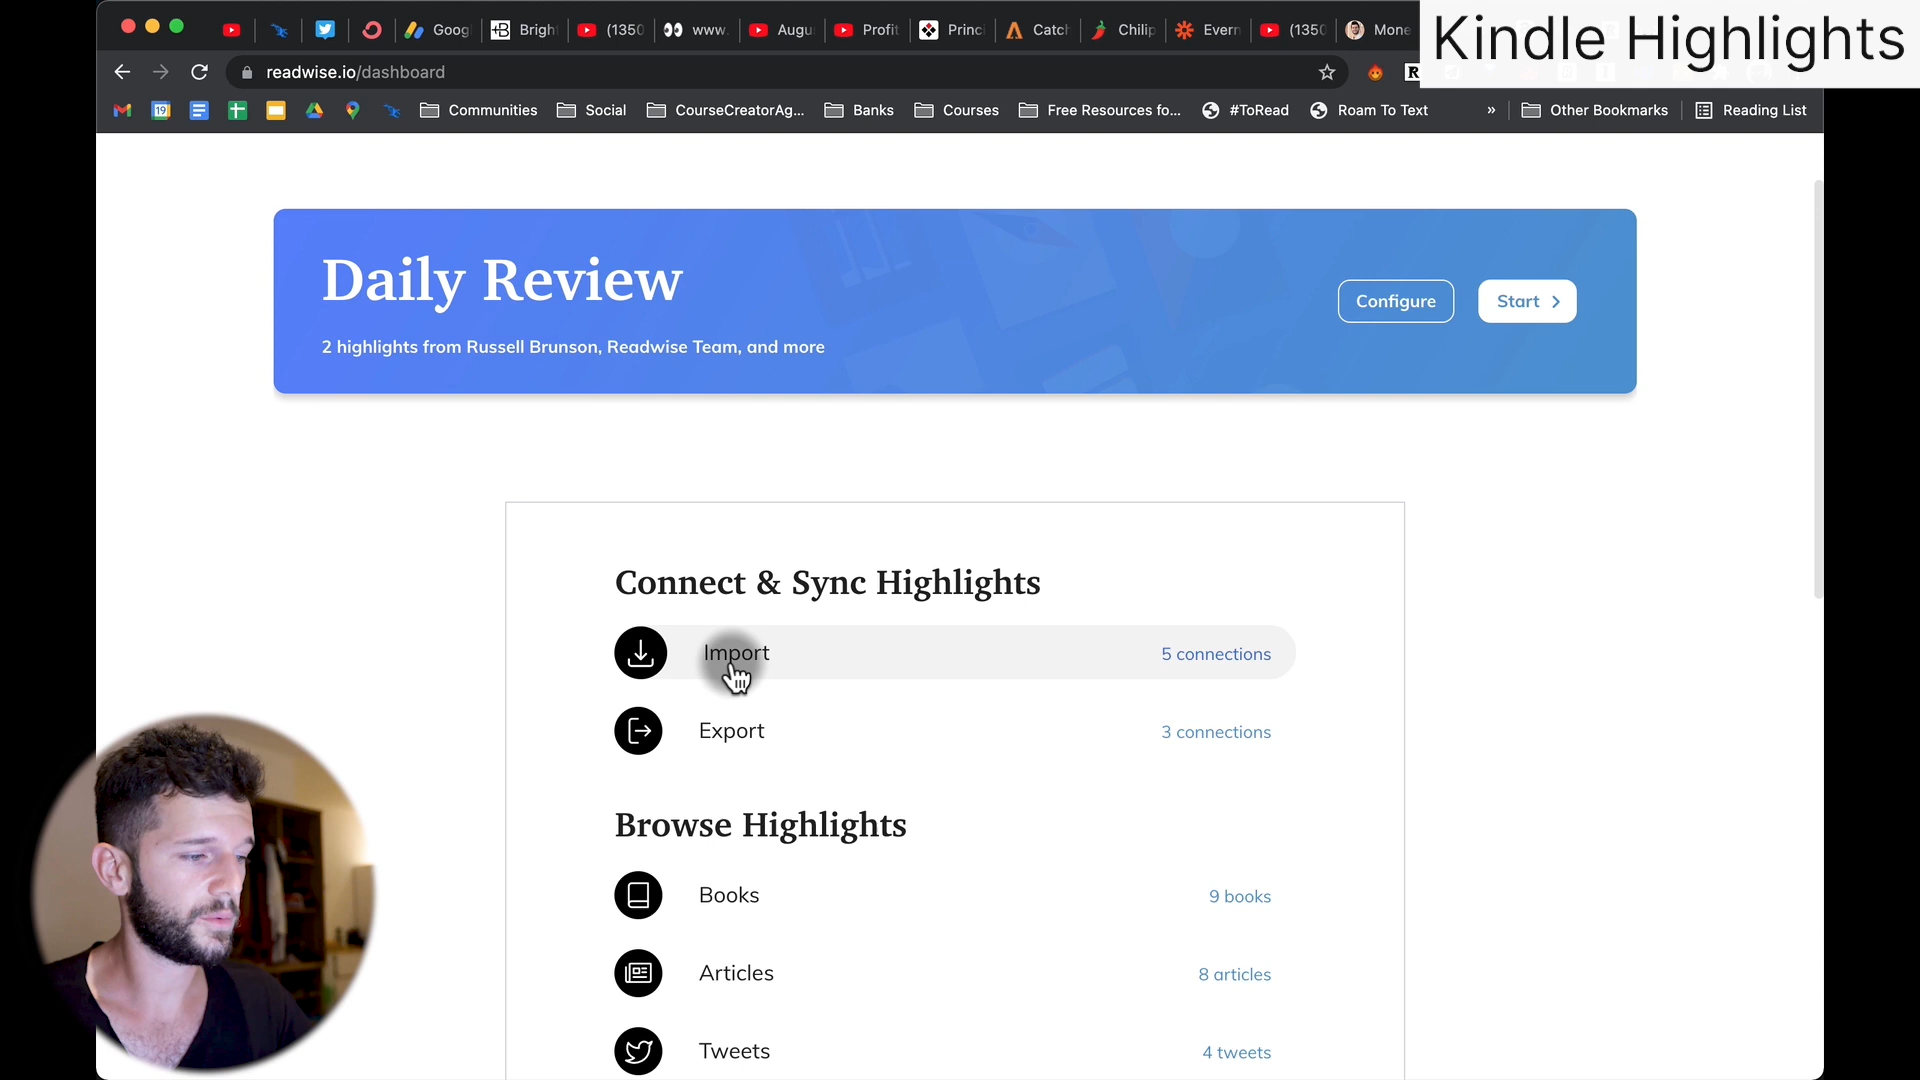 Goog
Brigh
(1350
www.
Augu
Profit
Princi
Catch
Chilip
Evern
(1350
Mone
Kindle Highlights
readwise.io/dashboard
Communities
Social
CourseCreatorAg...
Banks
Courses
Free Resources fo...
#ToRead
Roam To Text
»
Other Bookmarks
Reading List
Daily Review
2 highlights from Russell Brunson, Readwise Team, and more
Configure
Start
Connect & Sync Highlights
Import
5 connections
Export
3 connections
Browse Highlights
Books
9 books
Articles
8 articles
Tweets
4 tweets